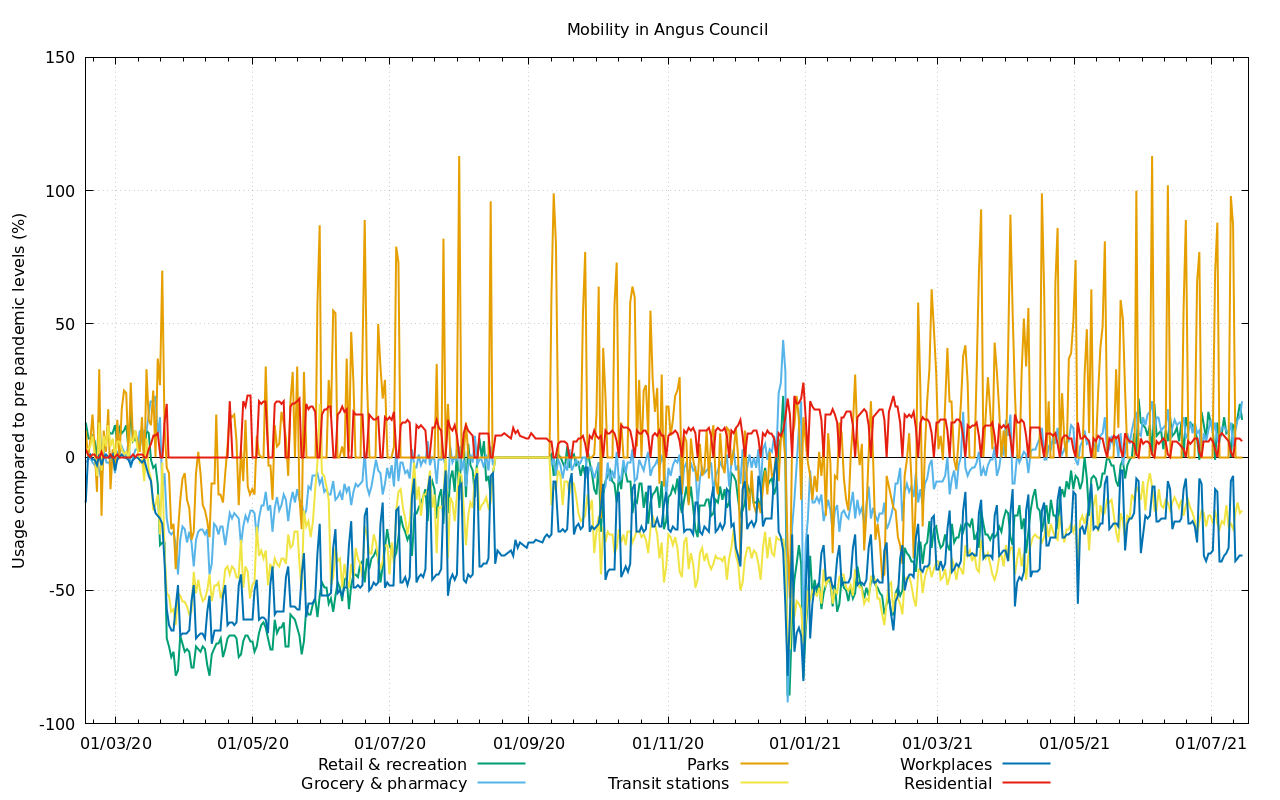 Mobility in Angus Council
Usage compared to pre pandemic levels (%)
150
100
50
0
-50
-100
01/03/20 01/05/20 01/07/20 01/09/20 01/11/20 01/01/21 01/03/21 01/05/21 01/07/21
Retail & recreation Parks Workplaces
Grocery & pharmacy Transit stations Residential